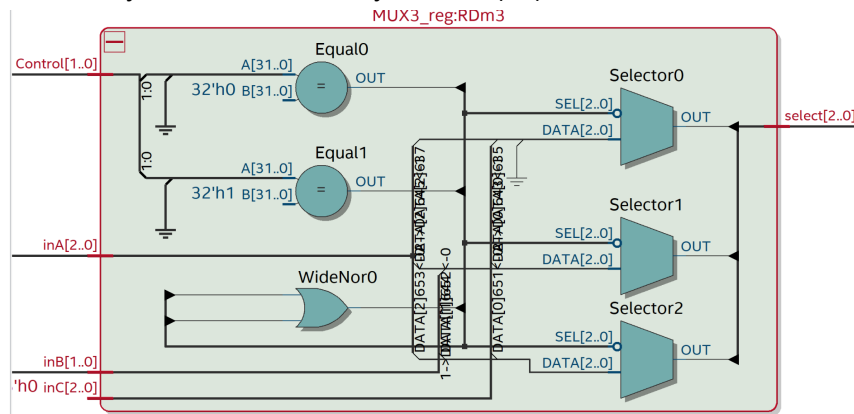 MUX3_reg:RDm3
Control[1..0]
1:0
A[31..0]
32'h0 B[31..0]
Equal0
=
OUT
1:0
A[31..0]
32'h1 B[31..0]
Equal1
=
OUT
Selector0
SEL[2..0]
DATA[2..0]
OUT
select[2..0]
Selector1
SEL[2..0]
DATA[2..0]
OUT
inA[2..0]
WideNor0
Selector2
SEL[2..0]
DATA[2..0]
OUT
inB[1..0]
'h0 inC[2..0]